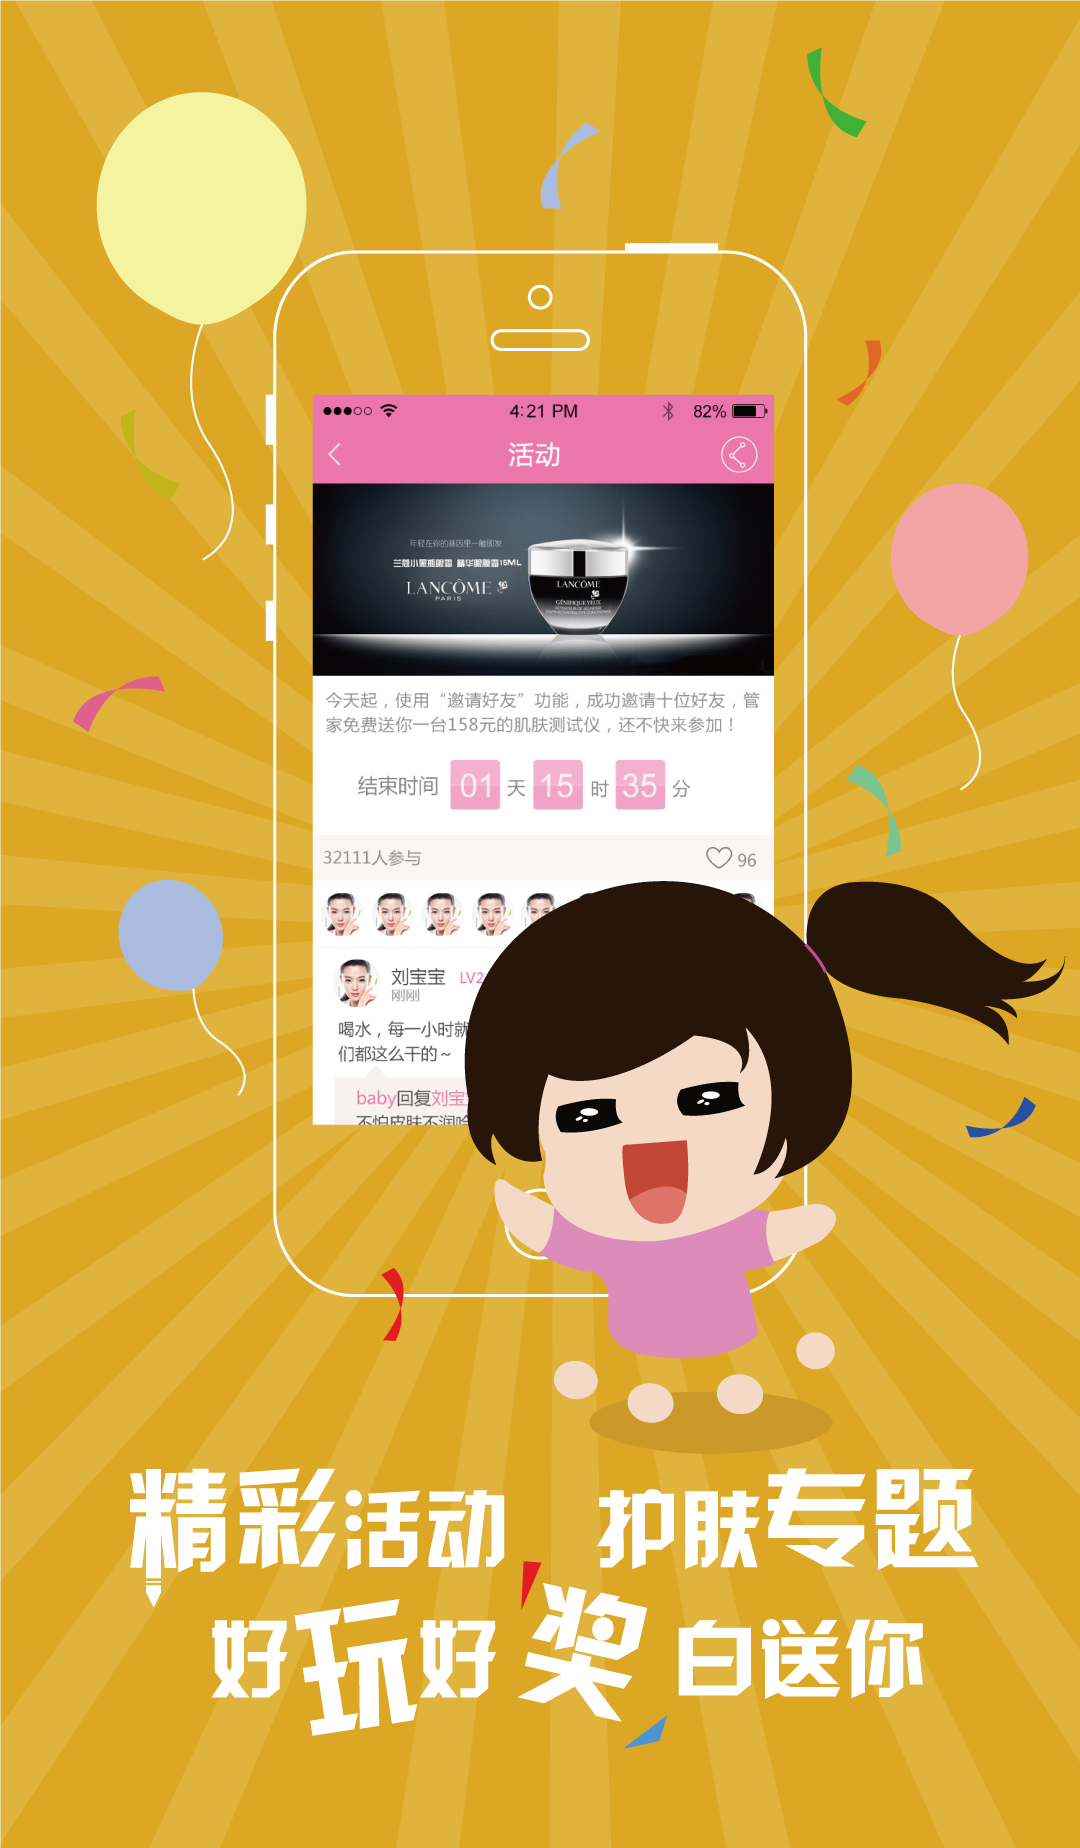 4:21 PM 82%
活动
年轻在你的基因里一触即发
兰蔻小黑瓶眼霜 精华眼膜霜15ML
LANCÔME
PARIS
LANCÔME
GÉNIFIQUE YEUX
今天起，使用“邀请好友”功能，成功邀请十位好友，管
家免费送你一台158元的肌肤测试仪，还不快来参加！
结束时间 01 天 15 时 35 分
32111人参与 96
刘宝宝 LV2
刚刚
喝水，每一小时就
们都这么干的～
baby回复刘宝
不怕皮肤不润
精彩活动 护肤专题
好玩好奖 白送你